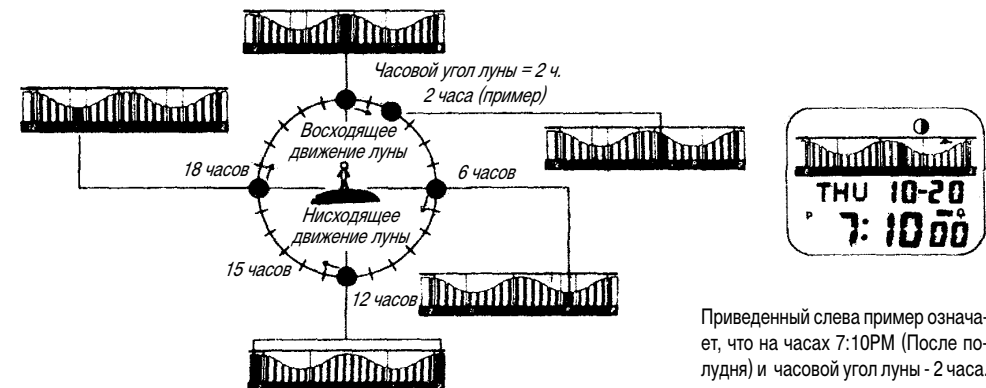 Часовой угол луны = 2 ч.
2 часа (пример)
Восходящее
движение луны
18 часов
6 часов
Нисходящее
движение луны
15 часов
12 часов
THU 10-20
P 7:10 00
Приведенный слева пример означа-
ет, что на часах 7:10PM (После по-
лудня) и часовой угол луны - 2 часа.